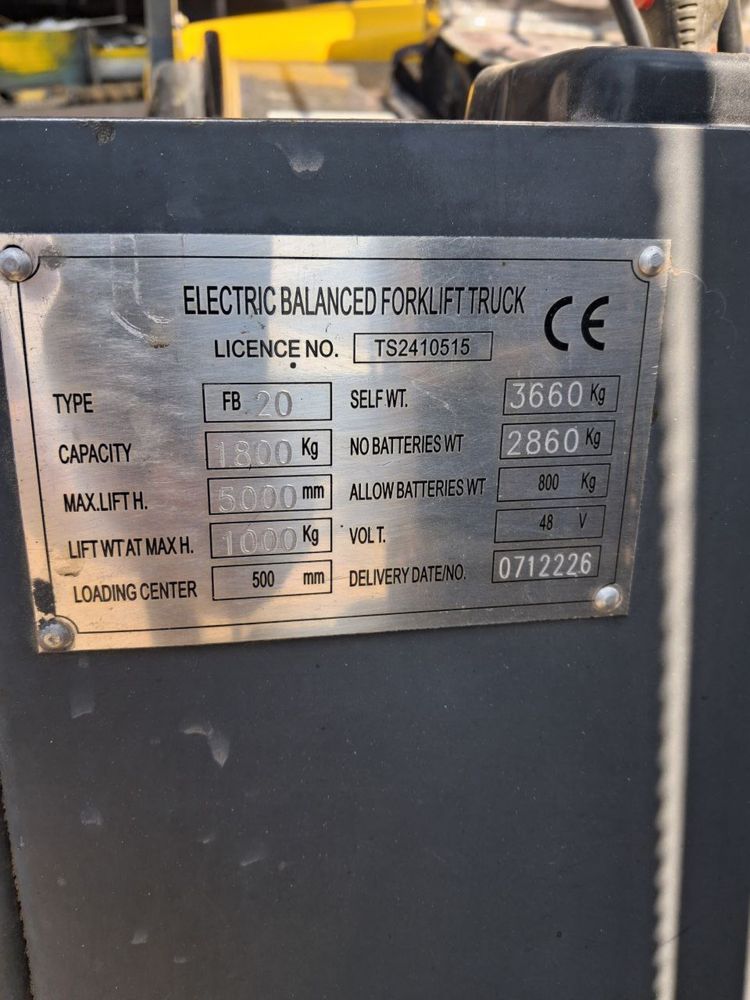 ELECTRIC BALANCED FORKLIFT TRUCK CE
LICENCE NO. TS2410515
TYPE FB 20 SELF WT. 3660 Kg
CAPACITY 1800 Kg NO BATTERIES WT 2860 Kg
MAX.LIFT H. 5000 mm ALLOW BATTERIES WT 800 Kg
LIFT WT AT MAX H. 1000 Kg VOLT. 48 V
LOADING CENTER 500 mm DELIVERY DATE/NO. 0712226